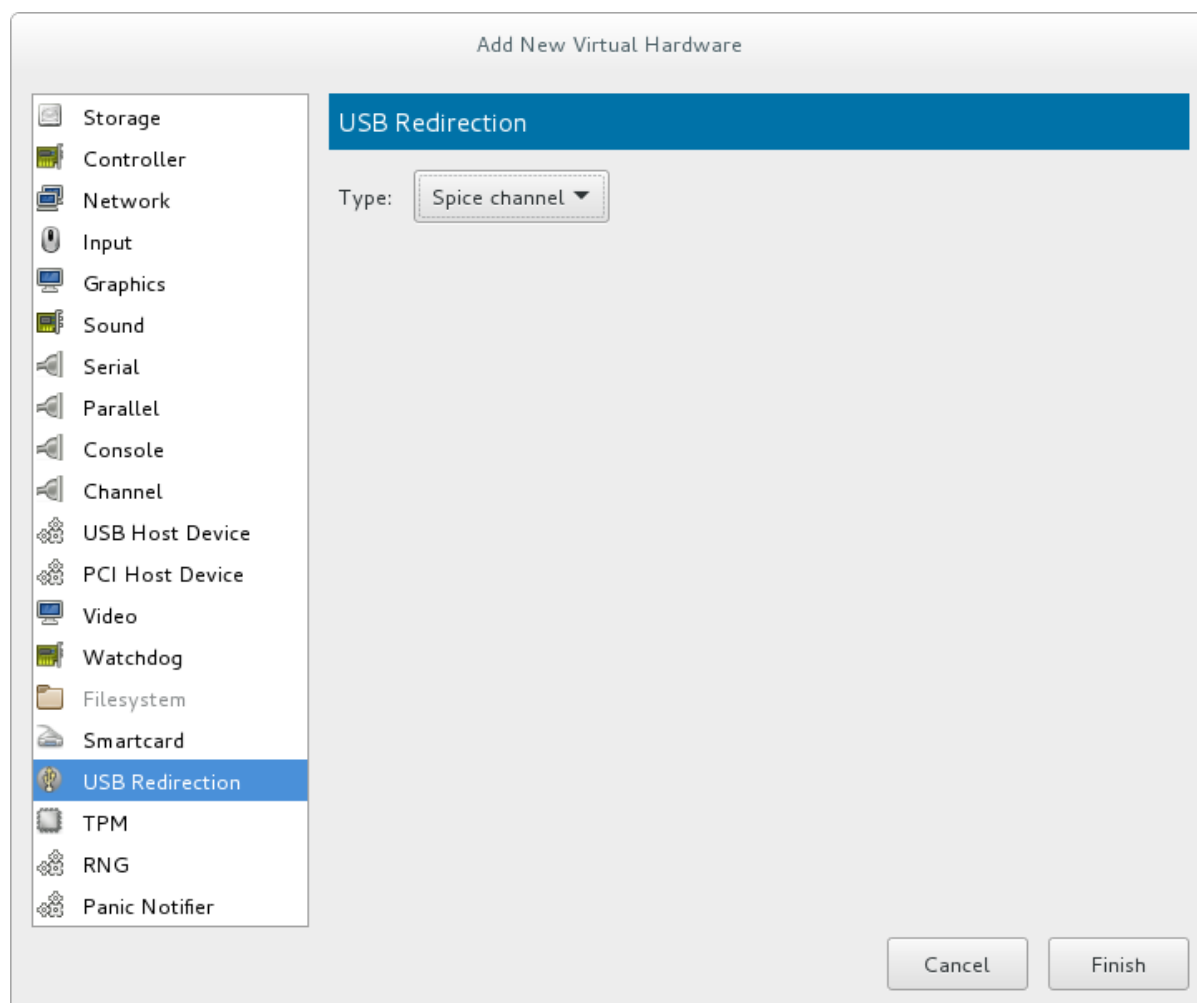 Add New Virtual Hardware
Storage
Controller
Network
Input
Graphics
Sound
Serial
Parallel
Console
Channel
USB Host Device
PCI Host Device
Video
Watchdog
Filesystem
Smartcard
USB Redirection
TPM
RNG
Panic Notifier
USB Redirection
Type: Spice channel
Cancel Finish